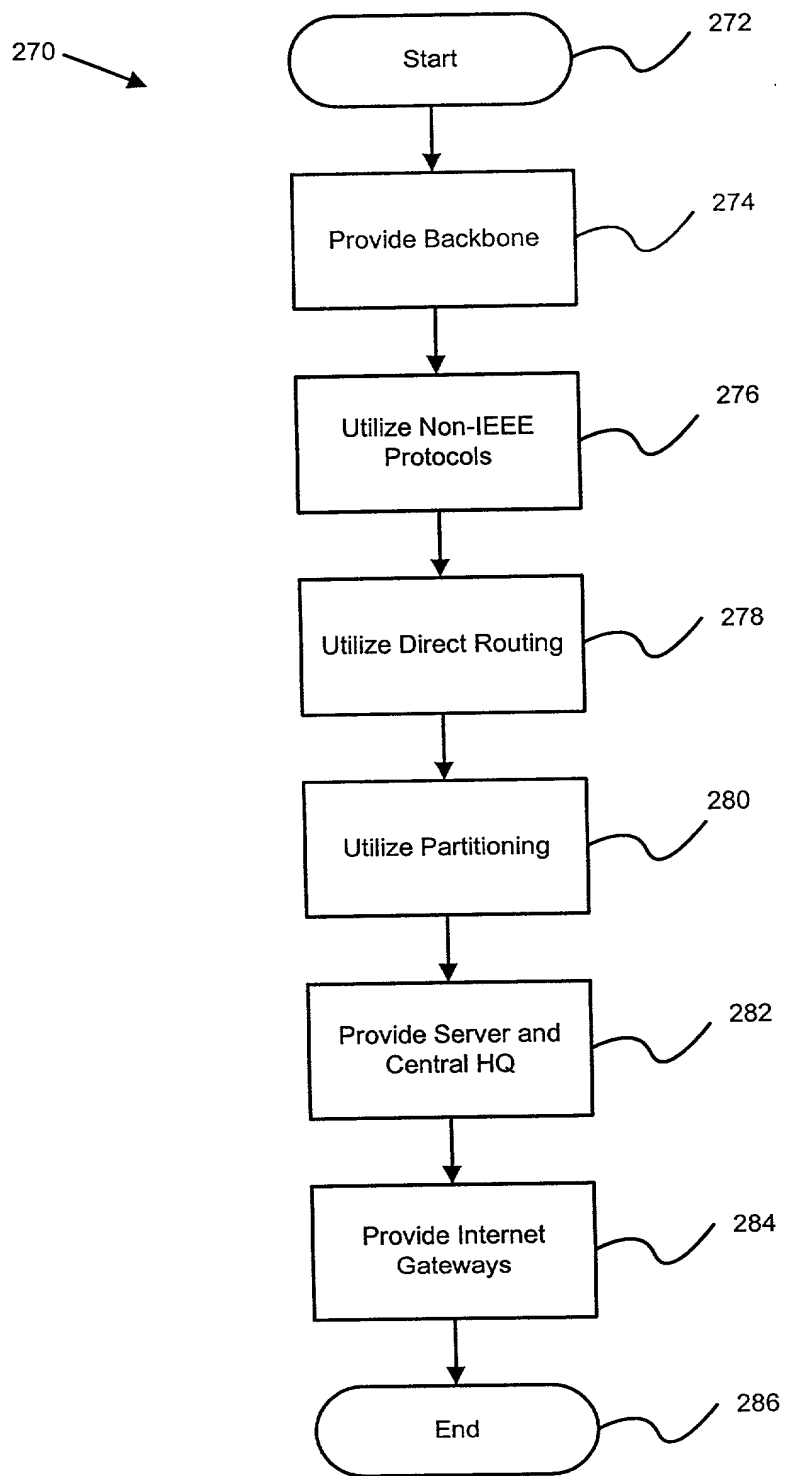 270
Start
272
Provide Backbone
274
Utilize Non-IEEE
Protocols
276
Utilize Direct Routing
278
Utilize Partitioning
280
Provide Server and
Central HQ
282
Provide Internet
Gateways
284
End
286